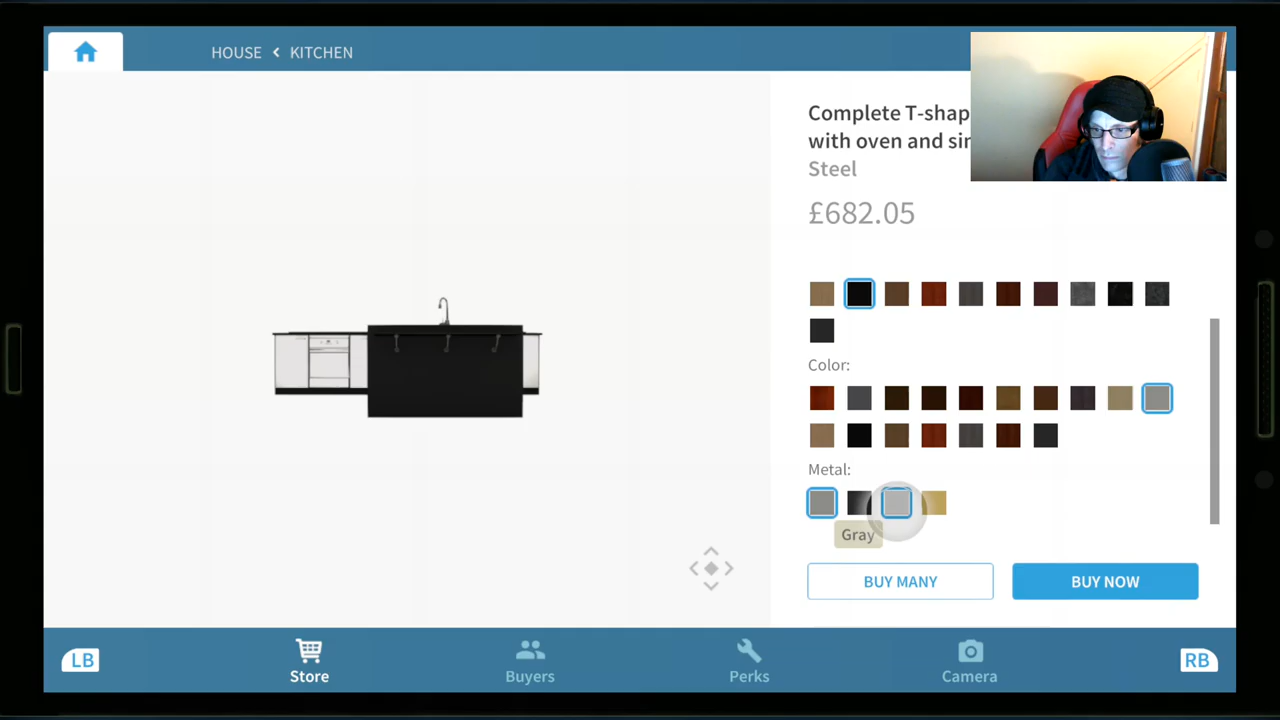 HOUSE < KITCHEN
Complete T-shap
with oven and sin
Steel
£682.05
Color:
Metal:
Gray
BUY MANY
BUY NOW
LB
Store
Buyers
Perks
Camera
RB